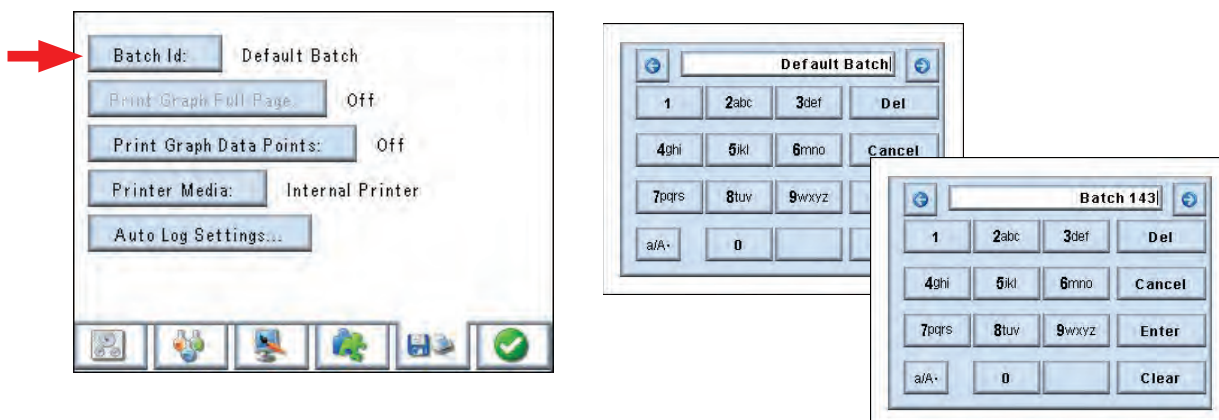 Batch Id: Default Batch
Print Graph Full Page: Off
Print Graph Data Points: Off
Printer Media: Internal Printer
Auto Log Settings...
Default Batch
1 2abc 3def Del
4ghi 5jkl 6mno Cancel
7pqrs 8tuv 9wxyz
a/A· 0
Batch 143
1 2abc 3def Del
4ghi 5jkl 6mno Cancel
7pqrs 8tuv 9wxyz Enter
a/A· 0 Clear